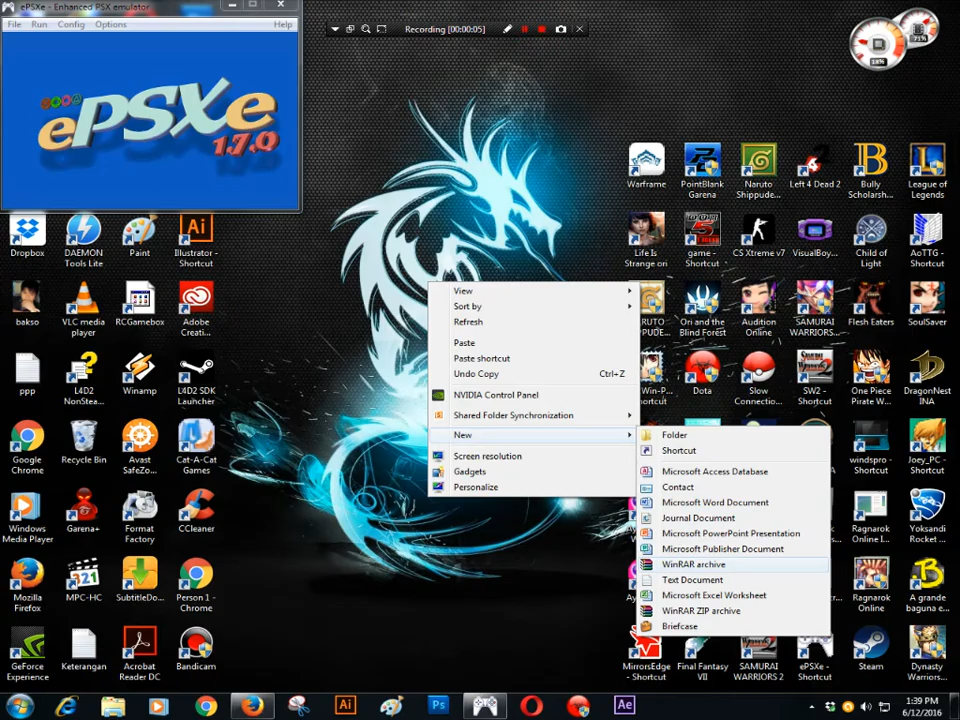 ePSXe - Enhanced PSX emulator
File Run Config Options Help
ePSXe
1.7.0
Recording [00:00:05]
18%
71%
Warframe
PointBlank Garena
Naruto Shippude...
Left 4 Dead 2
Bully Scholarsh...
League of Legends
Dropbox
DAEMON Tools Lite
Paint
Illustrator - Shortcut
Life Is Strange ori
game - Shortcut
CS Xtreme v7
VisualBoy...
Child of Light
AoTTG - Shortcut
bakso
VLC media player
RCGamebox
Adobe Creati...
Ori and the Blind Forest
Audition Online
SAMURAI WARRIORS...
Flesh Eaters
SoulSaver
ppp
L4D2 NonStea...
Winamp
L4D2 SDK Launcher
Dota
Slow Connectio...
SW2 - Shortcut
One Piece Pirate W...
DragonNest INA
View
Sort by
Refresh
Paste
Paste shortcut
Undo Copy Ctrl+Z
NVIDIA Control Panel
Shared Folder Synchronization
New
Screen resolution
Gadgets
Personalize
Folder
Shortcut
Microsoft Access Database
Contact
Microsoft Word Document
Journal Document
Microsoft PowerPoint Presentation
Microsoft Publisher Document
WinRAR archive
Text Document
Microsoft Excel Worksheet
WinRAR ZIP archive
Briefcase
Google Chrome
Recycle Bin
Avast SafeZo...
Cat-A-Cat Games
windspro - Shortcut
Joey_PC - Shortcut
Windows Media Player
Garena+
Format Factory
CCleaner
Ragnarok Online I...
Yoksandi Rocket ...
Mozilla Firefox
MPC-HC
SubtitleDo...
Person 1 - Chrome
Ragnarok Online
A grande baguna e...
GeForce Experience
Keterangan
Acrobat Reader DC
Bandicam
MirrorsEdge - Shortcut
Final Fantasy VII
SAMURAI WARRIORS 2
ePSXe - Shortcut
Steam
Dynasty Warriors...
1:39 PM
6/12/2016